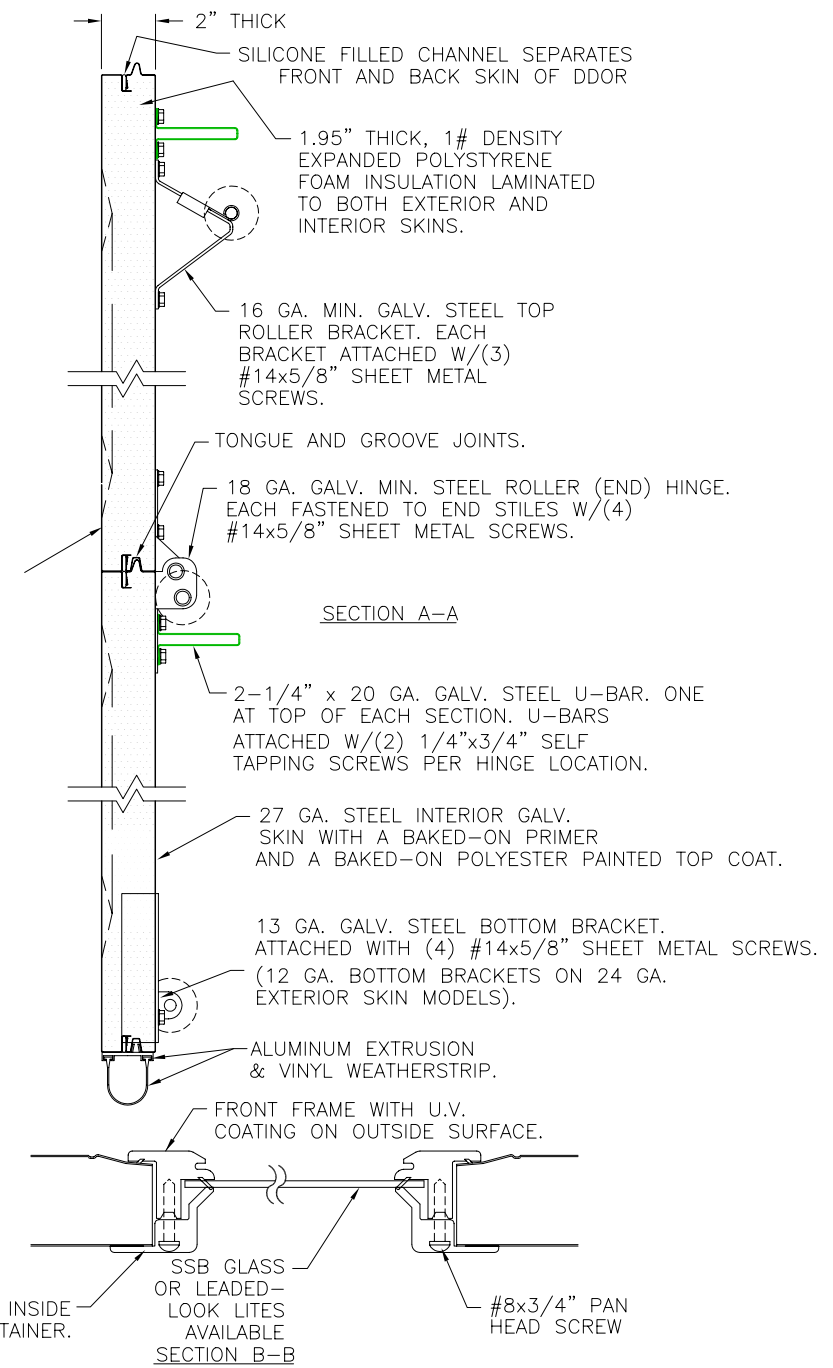 2” THICK
SILICONE FILLED CHANNEL SEPARATES
FRONT AND BACK SKIN OF DDOR
1.95” THICK, 1# DENSITY
EXPANDED POLYSTYRENE
FOAM INSULATION LAMINATED
TO BOTH EXTERIOR AND
INTERIOR SKINS.
16 GA. MIN. GALV. STEEL TOP
ROLLER BRACKET. EACH
BRACKET ATTACHED W/(3)
#14x5/8” SHEET METAL
SCREWS.
TONGUE AND GROOVE JOINTS.
18 GA. GALV. MIN. STEEL ROLLER (END) HINGE.
EACH FASTENED TO END STILES W/(4)
#14x5/8” SHEET METAL SCREWS.
SECTION A–A
2–1/4” x 20 GA. GALV. STEEL U–BAR. ONE
AT TOP OF EACH SECTION. U–BARS
ATTACHED W/(2) 1/4”x3/4” SELF
TAPPING SCREWS PER HINGE LOCATION.
27 GA. STEEL INTERIOR GALV.
SKIN WITH A BAKED–ON PRIMER
AND A BAKED–ON POLYESTER PAINTED TOP COAT.
13 GA. GALV. STEEL BOTTOM BRACKET.
ATTACHED WITH (4) #14x5/8” SHEET METAL SCREWS.
(12 GA. BOTTOM BRACKETS ON 24 GA.
EXTERIOR SKIN MODELS).
ALUMINUM EXTRUSION
& VINYL WEATHERSTRIP.
FRONT FRAME WITH U.V.
COATING ON OUTSIDE SURFACE.
INSIDE
TAINER.
SSB GLASS
OR LEADED–
LOOK LITES
AVAILABLE
SECTION B–B
#8x3/4” PAN
HEAD SCREW